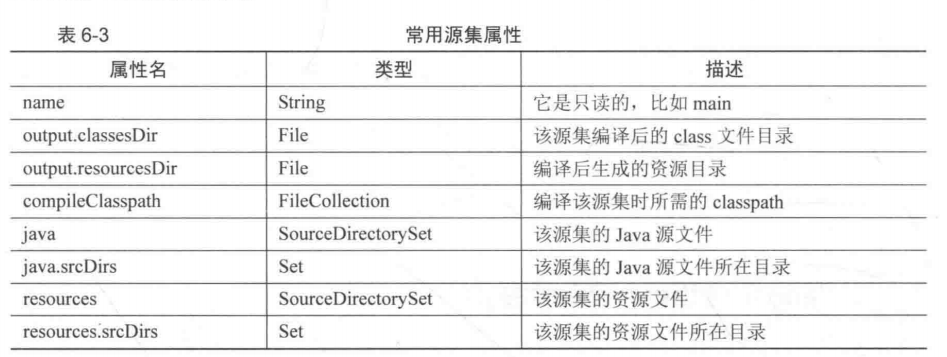 表 6-3 常用源集属性
属性名 类型 描述
name String 它是只读的，比如 main
output.classesDir File 该源集编译后的 class 文件目录
output.resourcesDir File 编译后生成的资源目录
compileClasspath FileCollection 编译该源集时所需的 classpath
java SourceDirectorySet 该源集的 Java 源文件
java.srcDirs Set 该源集的 Java 源文件所在目录
resources SourceDirectorySet 该源集的资源文件
resources.srcDirs Set 该源集的资源文件所在目录